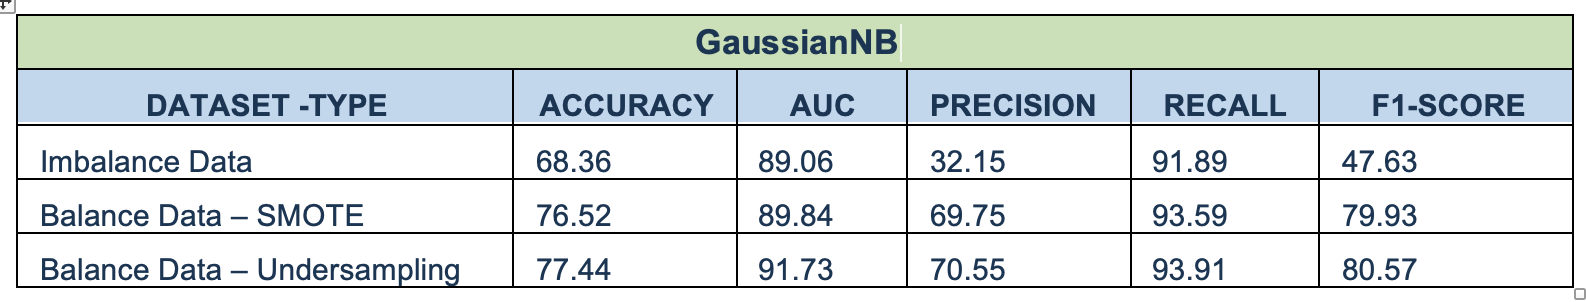 GaussianNB
DATASET -TYPE ACCURACY AUC PRECISION RECALL F1-SCORE
Imbalance Data 68.36 89.06 32.15 91.89 47.63
Balance Data – SMOTE 76.52 89.84 69.75 93.59 79.93
Balance Data – Undersampling 77.44 91.73 70.55 93.91 80.57